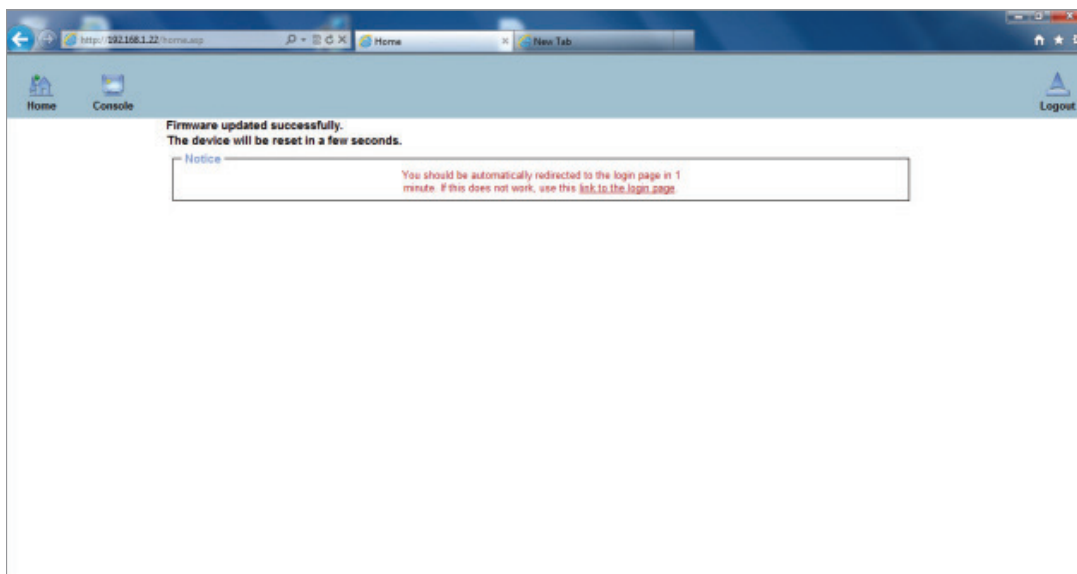 http://192.168.1.22/home.asp
Home
New Tab
Home
Console
Logout
Firmware updated successfully.
The device will be reset in a few seconds.
Notice
You should be automatically redirected to the login page in 1
minute. If this does not work, use this link to the login page.